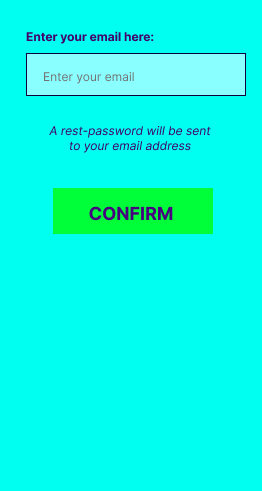 Enter your email here:
Enter your email
A rest-password will be sent
to your email address
CONFIRM